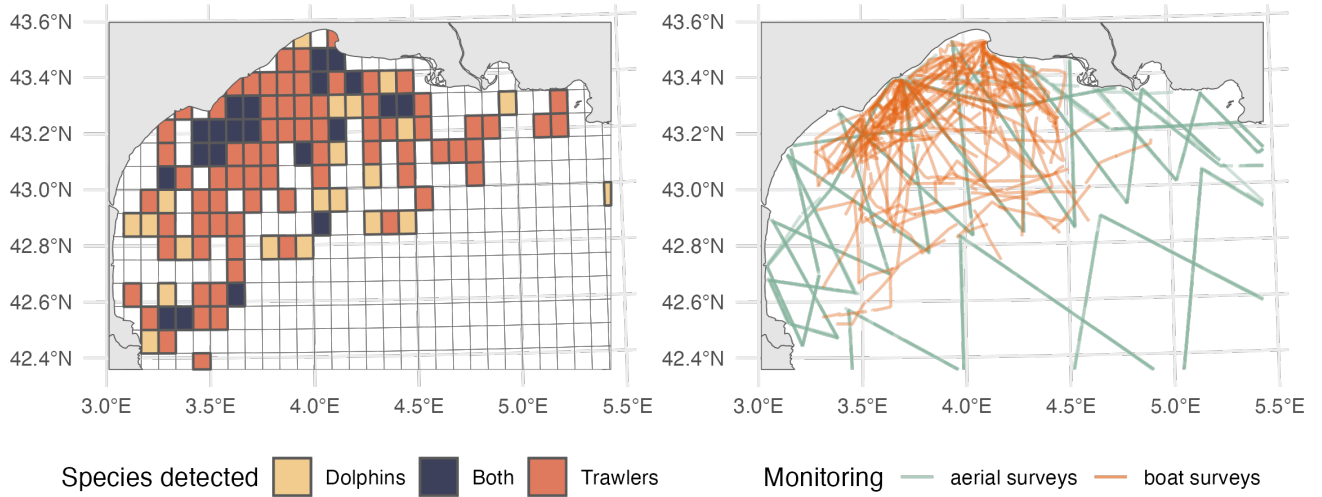 43.6°N
43.4°N
43.2°N
43.0°N
42.8°N
42.6°N
42.4°N
3.0°E 3.5°E 4.0°E 4.5°E 5.0°E 5.5°E
Species detected Dolphins Both Trawlers
43.6°N
43.4°N
43.2°N
43.0°N
42.8°N
42.6°N
42.4°N
3.0°E 3.5°E 4.0°E 4.5°E 5.0°E 5.5°E
Monitoring aerial surveys boat surveys